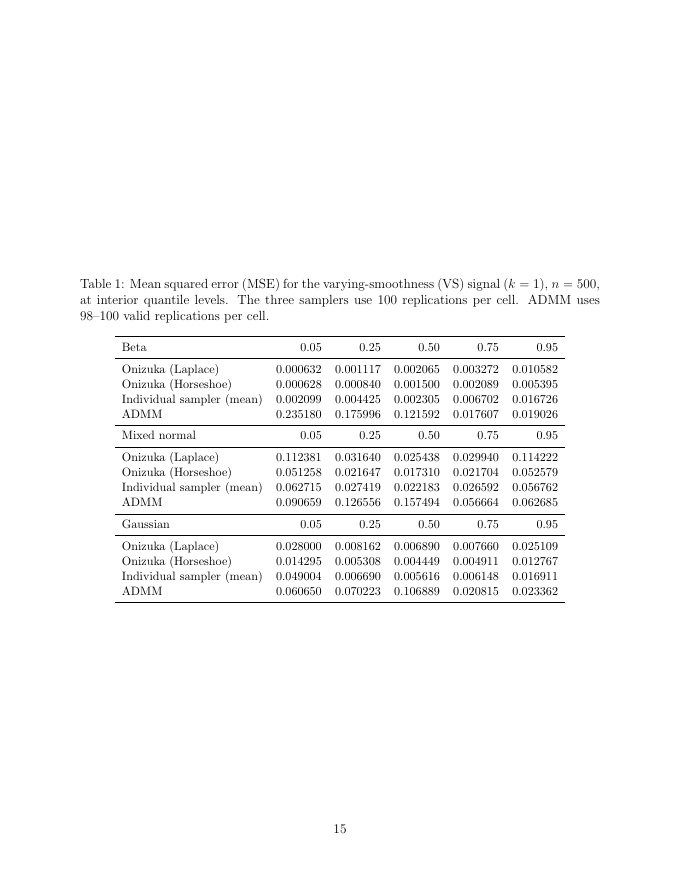 Table 1: Mean squared error (MSE) for the varying-smoothness (VS) signal (k = 1), n = 500,
at interior quantile levels. The three samplers use 100 replications per cell. ADMM uses
98–100 valid replications per cell.
Beta 0.05 0.25 0.50 0.75 0.95
Onizuka (Laplace) 0.000632 0.001117 0.002065 0.003272 0.010582
Onizuka (Horseshoe) 0.000628 0.000840 0.001500 0.002089 0.005395
Individual sampler (mean) 0.002099 0.004425 0.002305 0.006702 0.016726
ADMM 0.235180 0.175996 0.121592 0.017607 0.019026
Mixed normal 0.05 0.25 0.50 0.75 0.95
Onizuka (Laplace) 0.112381 0.031640 0.025438 0.029940 0.114222
Onizuka (Horseshoe) 0.051258 0.021647 0.017310 0.021704 0.052579
Individual sampler (mean) 0.062715 0.027419 0.022183 0.026592 0.056762
ADMM 0.090659 0.126556 0.157494 0.056664 0.062685
Gaussian 0.05 0.25 0.50 0.75 0.95
Onizuka (Laplace) 0.028000 0.008162 0.006890 0.007660 0.025109
Onizuka (Horseshoe) 0.014295 0.005308 0.004449 0.004911 0.012767
Individual sampler (mean) 0.049004 0.006690 0.005616 0.006148 0.016911
ADMM 0.060650 0.070223 0.106889 0.020815 0.023362
15